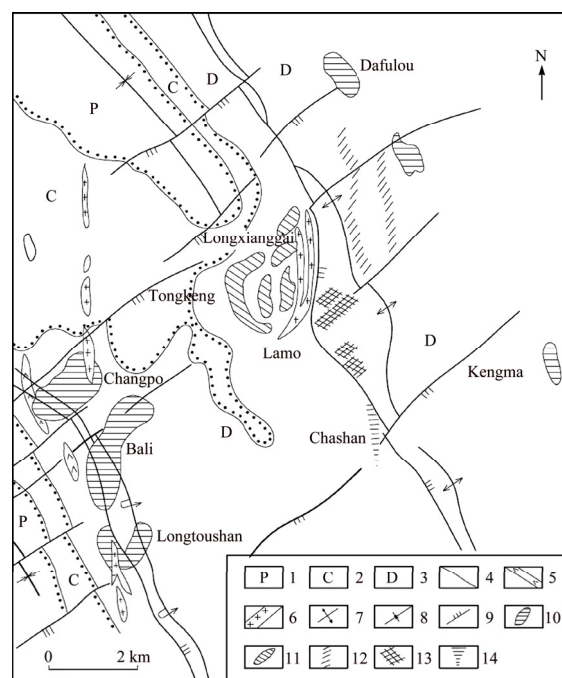 D
D
Dafulou
N
C
P
C
Longxianggai
Tongkeng
Lamo
D
Kengma
Changpo
D
Chashan
Bali
P
Longtoushan
C
P 1 C 2 D 3 4 5
6 7 8 9 10
11 12 13 14
0 2 km